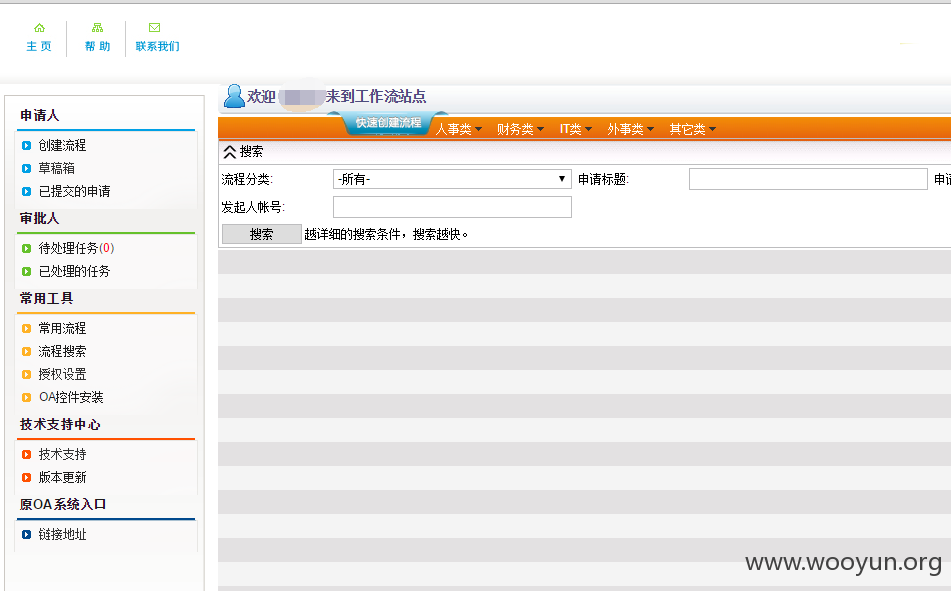 主 页 帮 助 联系我们
申请人
创建流程
草稿箱
已提交的申请
审批人
待处理任务(0)
已处理的任务
常用工具
常用流程
流程搜索
授权设置
OA控件安装
技术支持中心
技术支持
版本更新
原OA系统入口
链接地址
欢迎 来到工作流站点
快速创建流程 人事类 财务类 IT类 外事类 其它类
搜索
流程分类: -所有- 申请标题: 申请
发起人帐号:
搜索 越详细的搜索条件，搜索越快。
www.wooyun.org